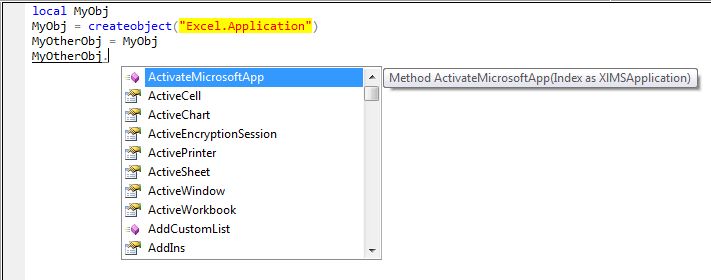 local MyObj
MyObj = createobject("Excel.Application")
MyOtherObj = MyObj
MyOtherObj.
ActivateMicrosoftApp
Method ActivateMicrosoftApp(Index as XlMSApplication)
ActiveCell
ActiveChart
ActiveEncryptionSession
ActivePrinter
ActiveSheet
ActiveWindow
ActiveWorkbook
AddCustomList
AddIns